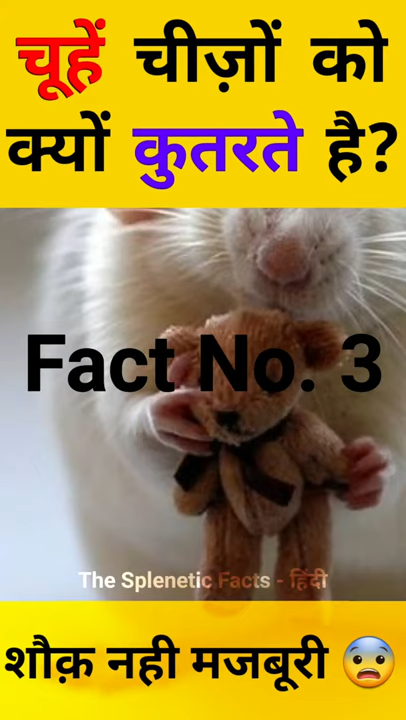 चूहें चीज़ों को
क्यों कुतरते है?
Fact No. 3
The Splenetic Facts - हिंदी
शौक़ नही मजबूरी 😨